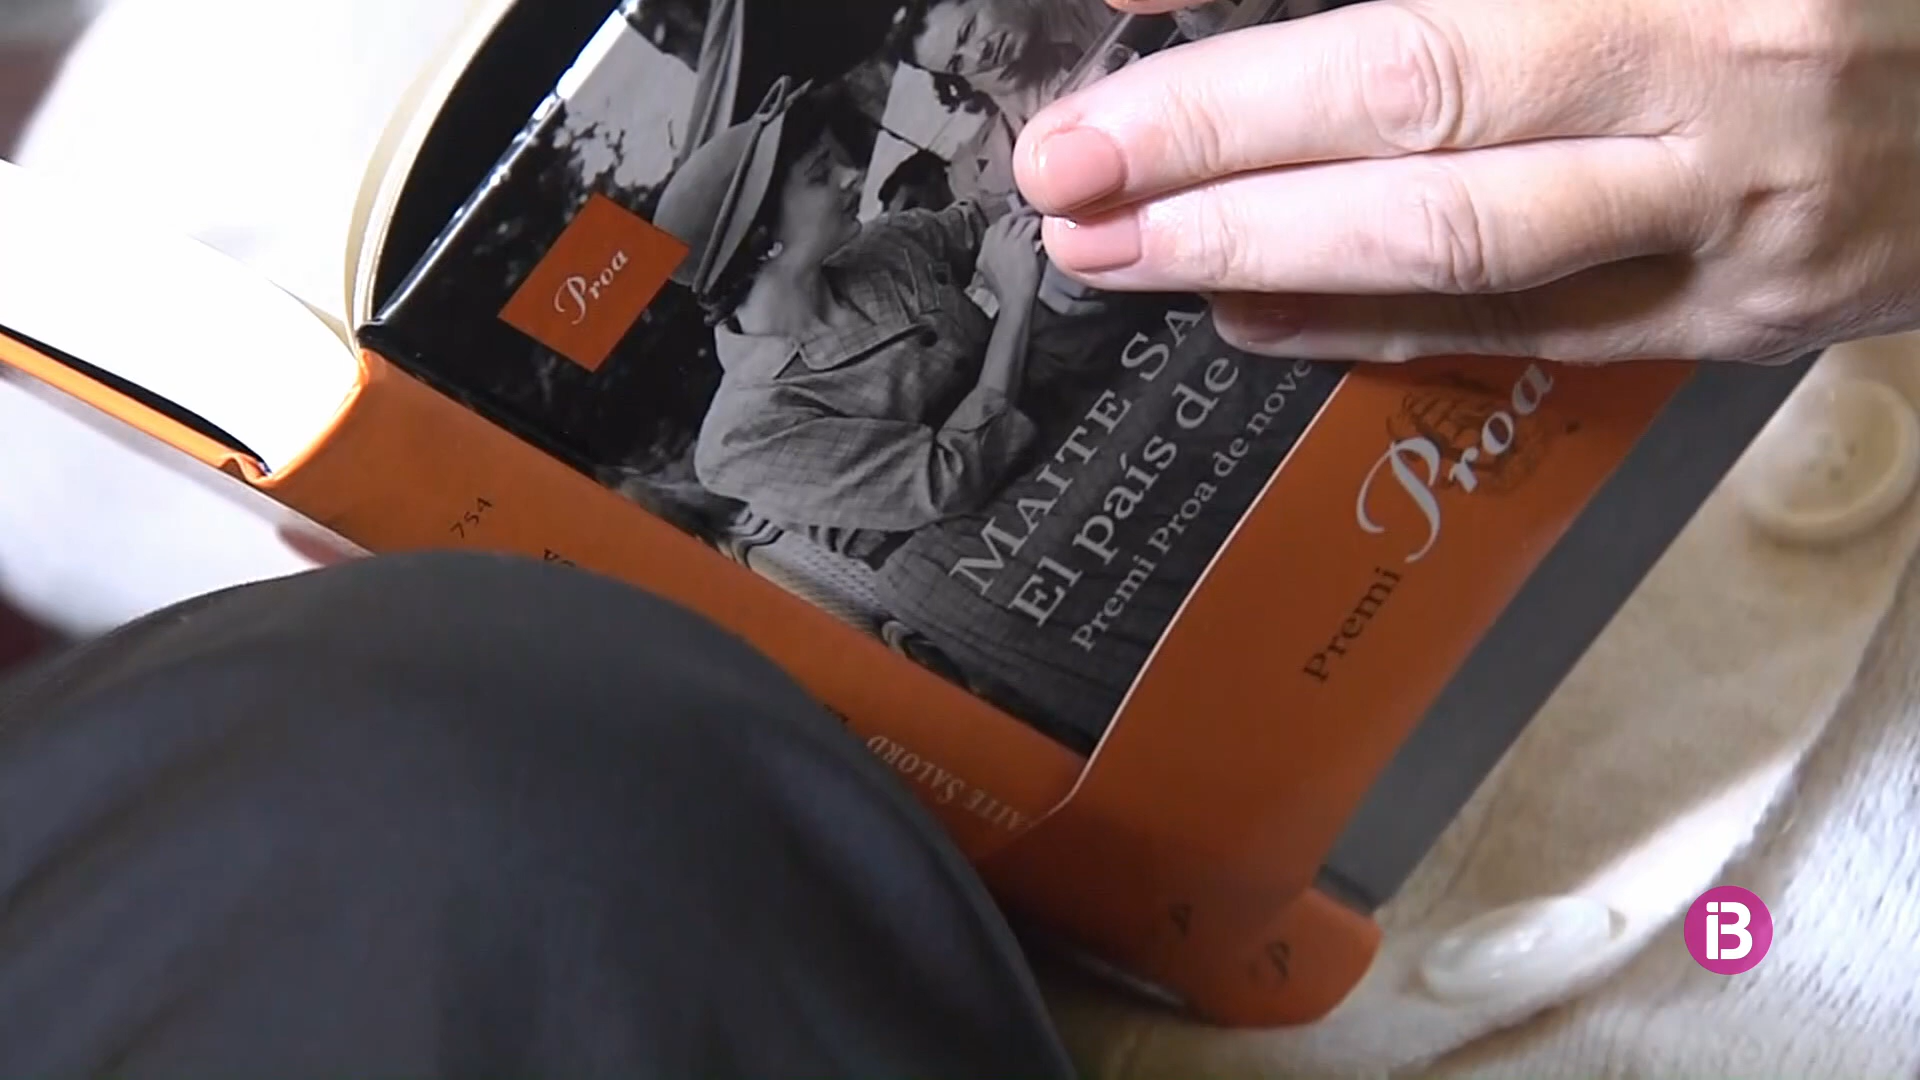 Proa
MAITE SA
El país de
Premi Proa de nove
Premi Proa
754
AITE SALORD
IB